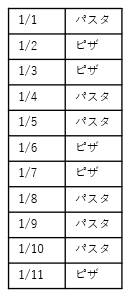 1/1 パスタ
1/2 ピザ
1/3 ピザ
1/4 パスタ
1/5 パスタ
1/6 ピザ
1/7 ピザ
1/8 パスタ
1/9 パスタ
1/10 パスタ
1/11 ピザ